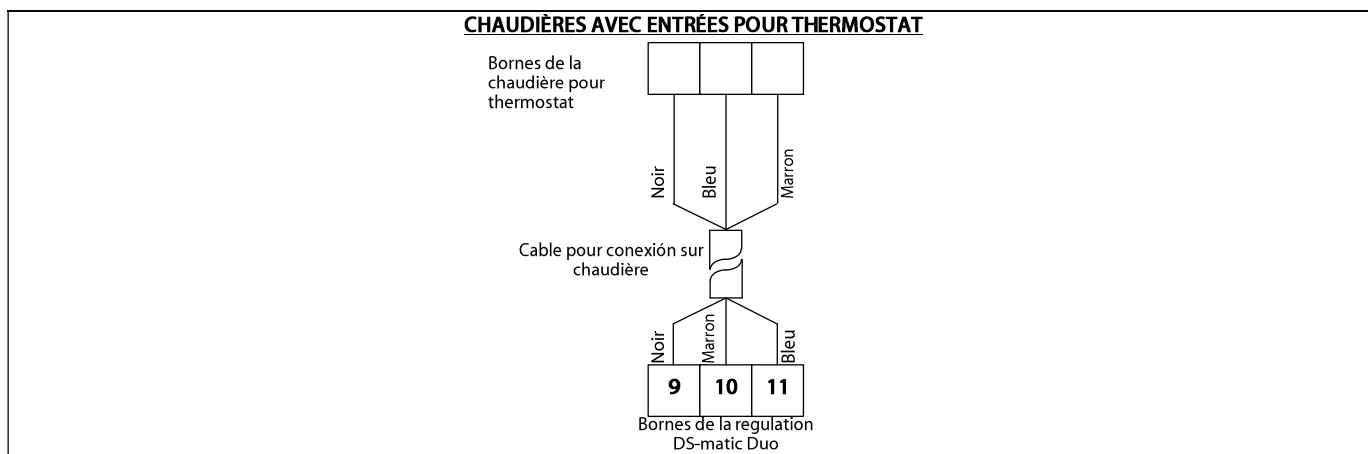 CHAUDIÈRES AVEC ENTRÉES POUR THERMOSTAT
Bornes de la
chaudière pour
thermostat
Noir
Bleu
Marron
Cable pour conexión sur
chaudière
Noir
Marron
Bleu
9 10 11
Bornes de la regulation
DS-matic Duo